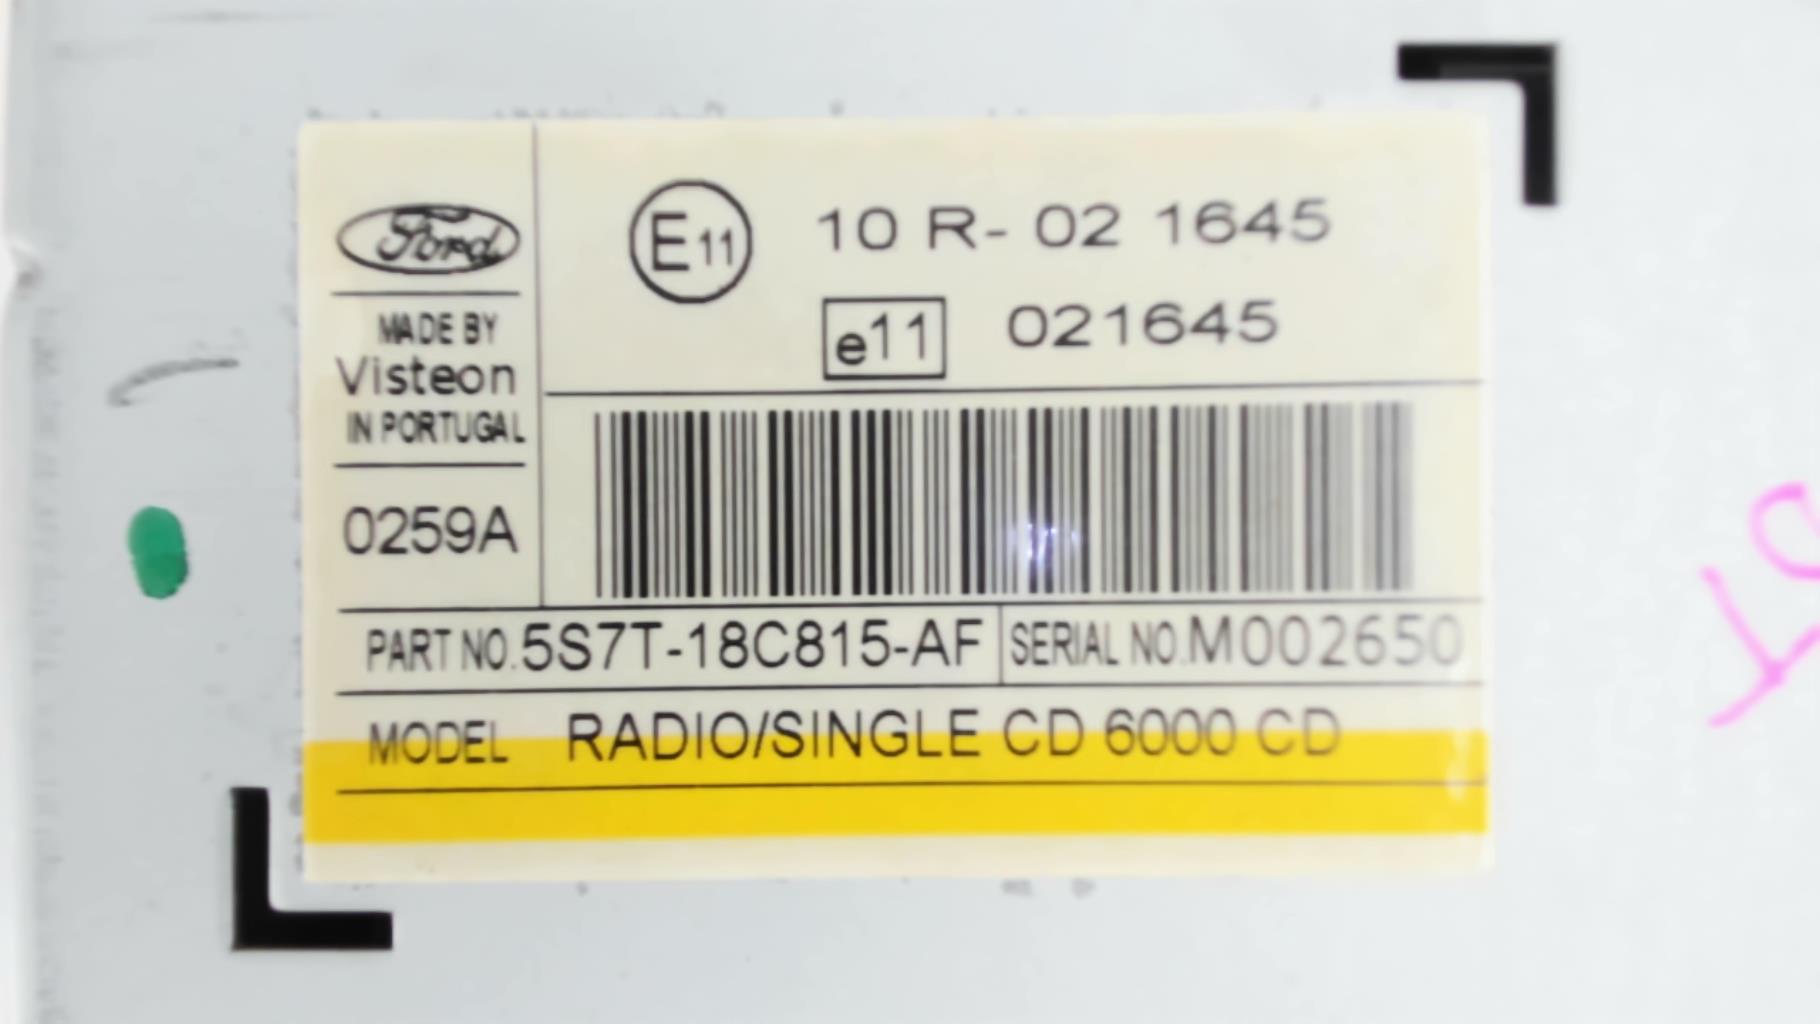 Ford
MADE BY
Visteon
IN PORTUGAL
0259A
E11 10 R- 02 1645
e11 021645
PART NO. 5S7T-18C815-AF SERIAL NO. M002650
MODEL RADIO/SINGLE CD 6000 CD